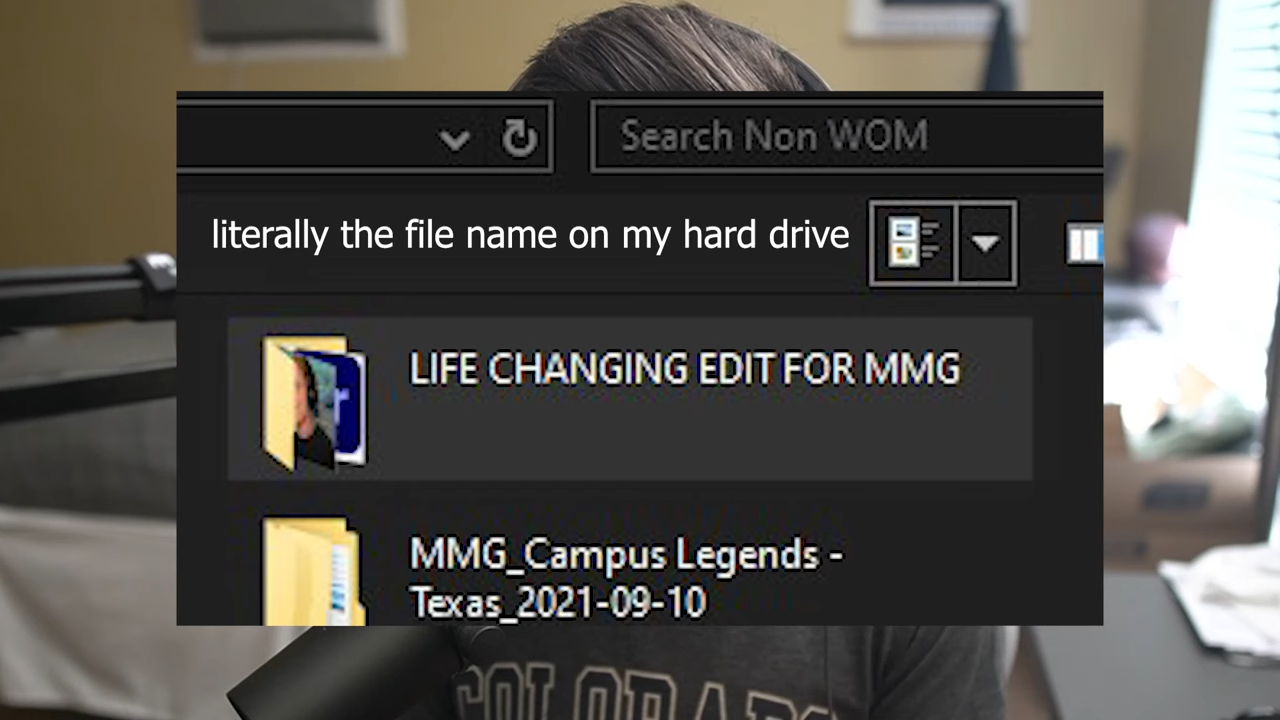 Search Non WOM
literally the file name on my hard drive
LIFE CHANGING EDIT FOR MMG
MMG_Campus Legends -
Texas_2021-09-10
COLORADO